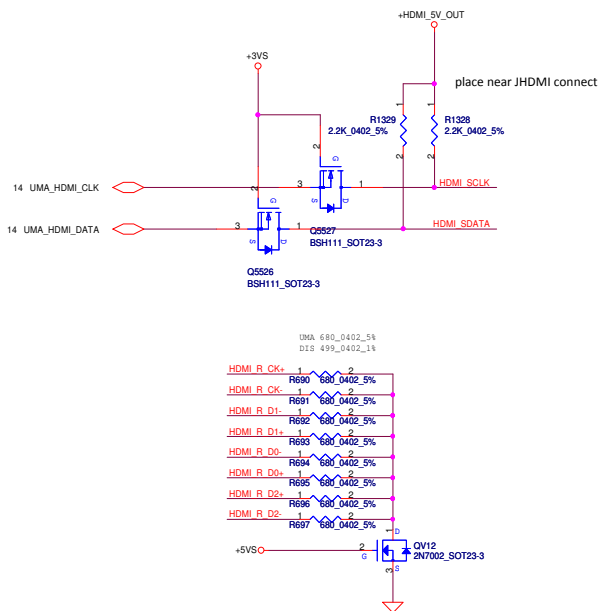 +HDMI_5V_OUT
+3VS
place near JHDMI connect
1 1
R1329 R1328
2.2K_0402_5% 2.2K_0402_5%
2 2
2
G
14 UMA_HDMI_CLK 3 1 HDMI_SCLK
S D
2
G
Q5527
BSH111_SOT23-3
14 UMA_HDMI_DATA 3 1 HDMI_SDATA
S D
Q5526
BSH111_SOT23-3
UMA 680_0402_5%
DIS 499_0402_1%
HDMI_R_CK+ 1 2
R690 680_0402_5%
HDMI_R_CK- 1 2
R691 680_0402_5%
HDMI_R_D1- 1 2
R692 680_0402_5%
HDMI_R_D1+ 1 2
R693 680_0402_5%
HDMI_R_D0- 1 2
R694 680_0402_5%
HDMI_R_D0+ 1 2
R695 680_0402_5%
HDMI_R_D2+ 1 2
R696 680_0402_5%
HDMI_R_D2- 1 2
R697 680_0402_5%
1 D
+5VS 2 G
QV12
2N7002_SOT23-3
3 S